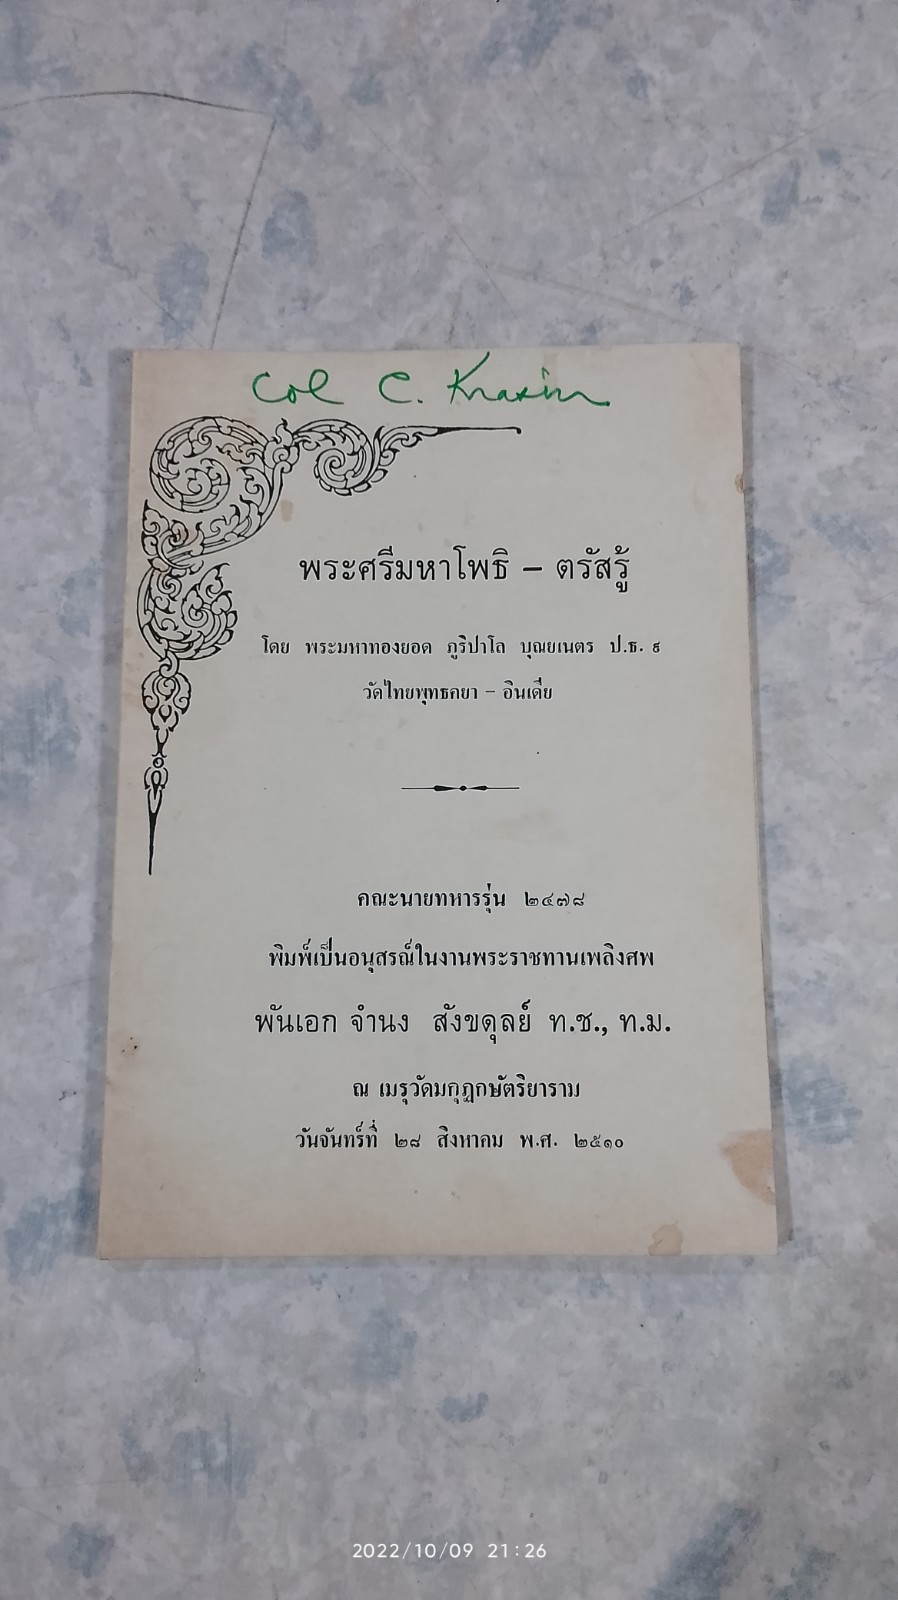 Col C. Krasin
พระศรีมหาโพธิ – ตรัสรู้
โดย พระมหาทองยอด ภูริปาโล บุณยเนตร ป.ธ. ๙
วัดไทยพุทธคยา – อินเดีย
คณะนายทหารรุ่น ๒๔๗๘
พิมพ์เป็นอนุสรณ์ในงานพระราชทานเพลิงศพ
พันเอก จำนง สังขดุลย์ ท.ช., ท.ม.
ณ เมรุวัดมกุฏกษัตริยาราม
วันจันทร์ที่ ๒๘ สิงหาคม พ.ศ. ๒๕๑๐
2022/10/09 21:26